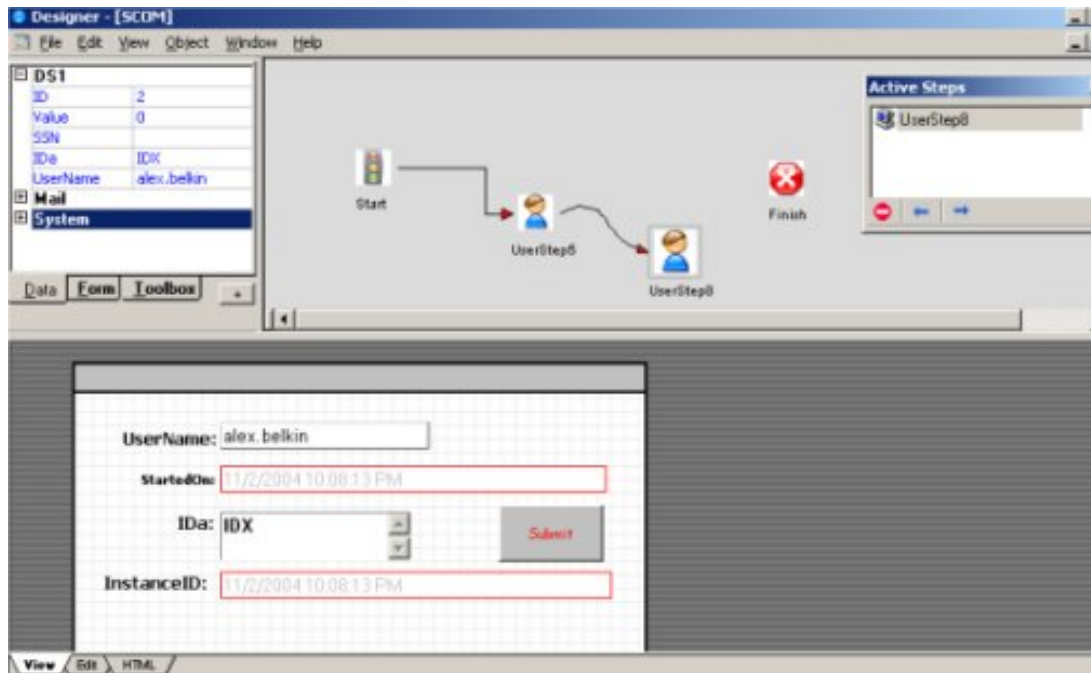 Designer - [SCOM]
File Edit View Object Window Help
DS1
ID 2
Value 0
SSN
IDa IDX
UserName alex.belkin
Mail
System
Data Form Toolbox +
Start
UserStep5
UserStep8
Finish
Active Steps
UserStep8
UserName: alex.belkin
StartedOn: 11/2/2004 10:08:13 PM
IDa: IDX
Submit
InstanceID: 11/2/2004 10:08:13 PM
View Edit HTML